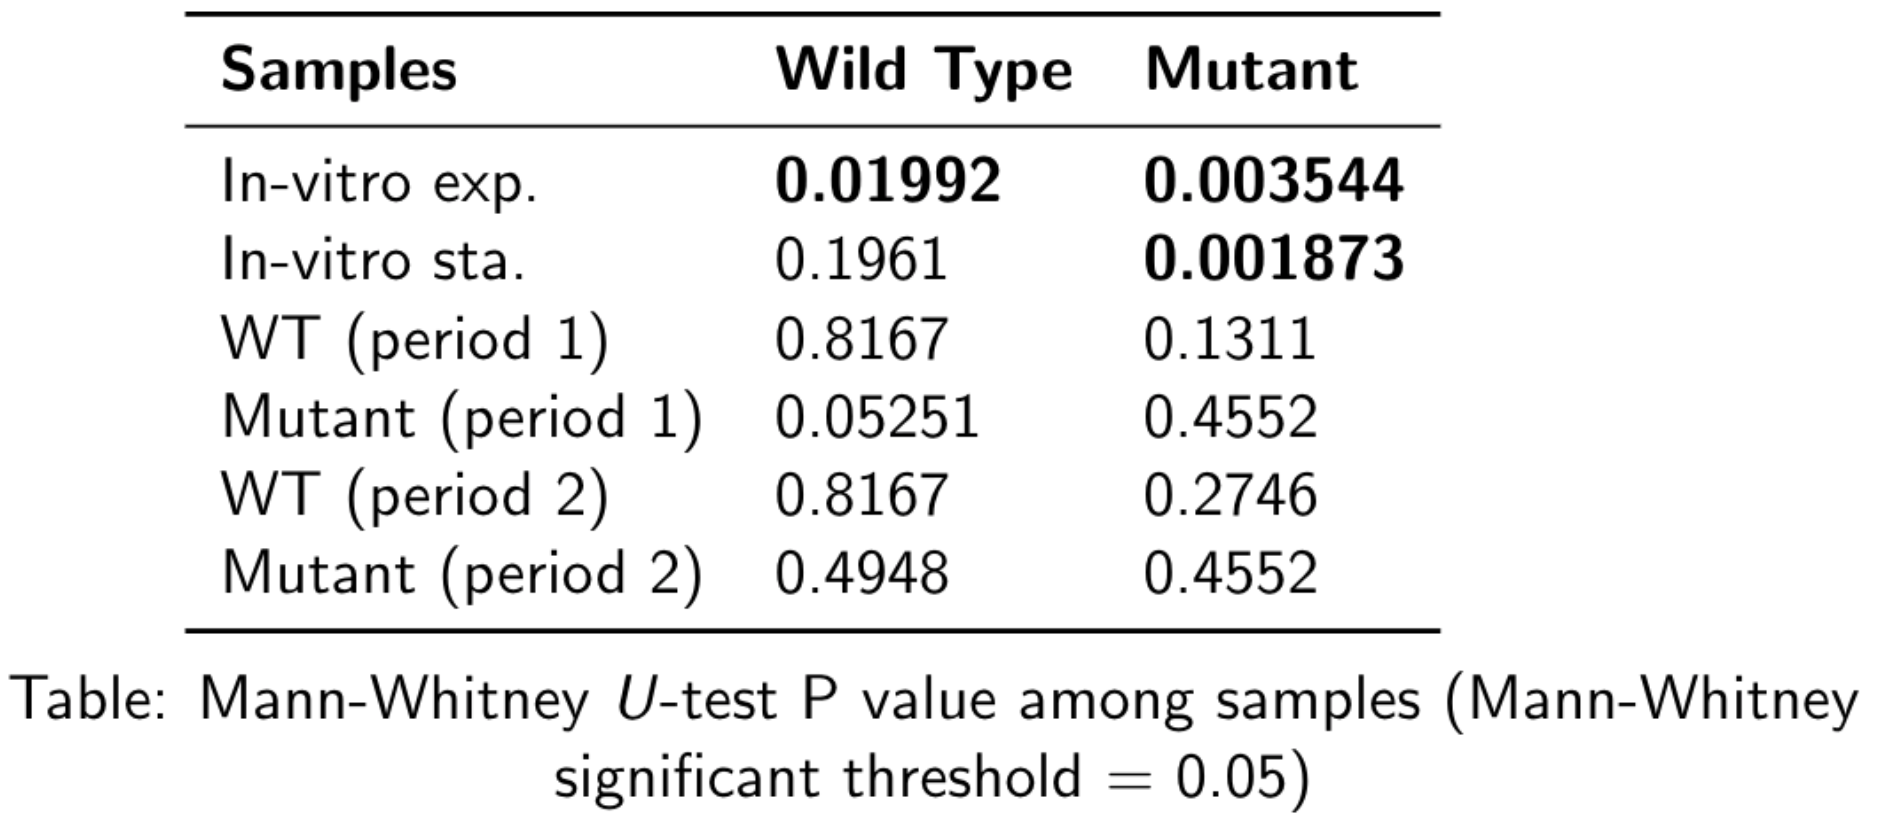 Samples Wild Type Mutant
In-vitro exp. 0.01992 0.003544
In-vitro sta. 0.1961 0.001873
WT (period 1) 0.8167 0.1311
Mutant (period 1) 0.05251 0.4552
WT (period 2) 0.8167 0.2746
Mutant (period 2) 0.4948 0.4552
Table: Mann-Whitney U-test P value among samples (Mann-Whitney
significant threshold = 0.05)